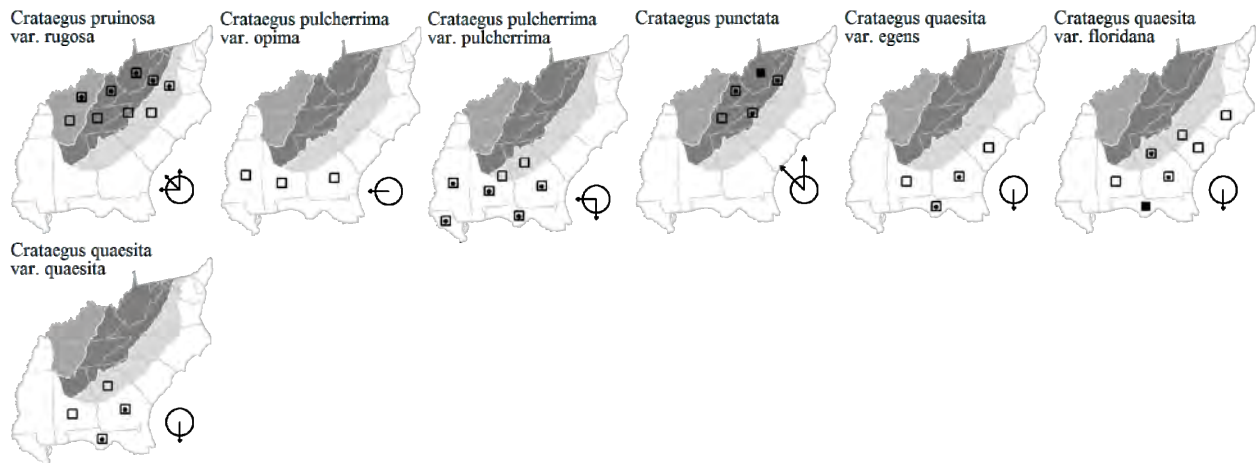 Crataegus pruinosa
var. rugosa
Crataegus pulcherrima
var. opima
Crataegus pulcherrima
var. pulcherrima
Crataegus punctata
Crataegus quaesita
var. egens
Crataegus quaesita
var. floridana
Crataegus quaesita
var. quaesita